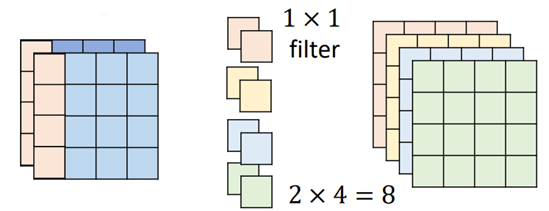 1 × 1
filter
2 × 4 = 8